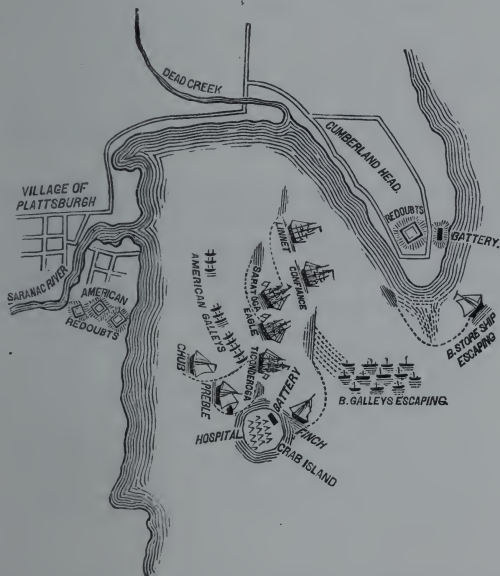 DEAD CREEK
CUMBERLAND HEAD.
VILLAGE OF
PLATTSBURGH
REDOUBTS
BATTERY.
SARANAC RIVER
AMERICAN
REDOUBTS
LINNET
CONFIANCE
SARATOGA
EAGLE
AMERICAN GALLEYS
TICONDEROGA
CHUB
PREBLE
B. STORE SHIP
ESCAPING
B. GALLEYS ESCAPING.
BATTERY
FINCH
HOSPITAL
CRAB ISLAND